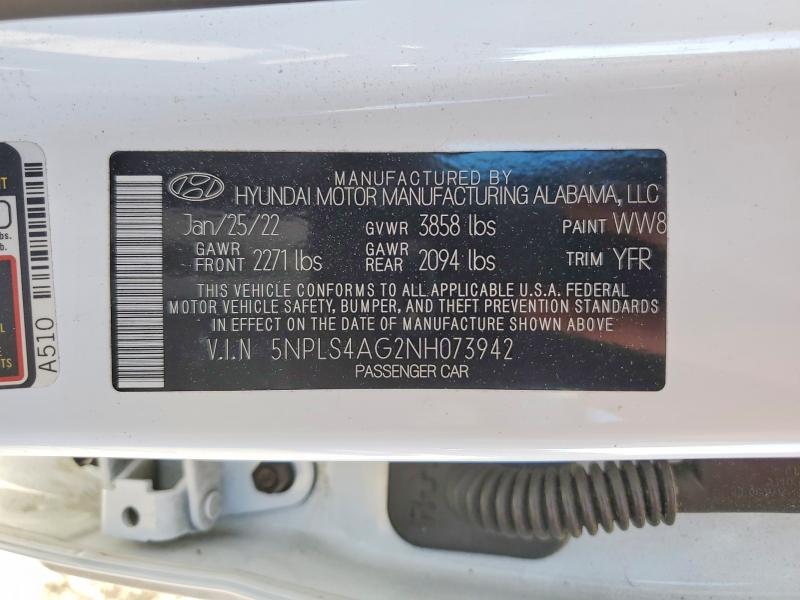 MANUFACTURED BY
HYUNDAI MOTOR MANUFACTURING ALABAMA, LLC
Jan/25/22 GVWR 3858 lbs PAINT WW8
GAWR FRONT 2271 lbs GAWR REAR 2094 lbs TRIM YFR
THIS VEHICLE CONFORMS TO ALL APPLICABLE U.S.A. FEDERAL
MOTOR VEHICLE SAFETY, BUMPER, AND THEFT PREVENTION STANDARDS
IN EFFECT ON THE DATE OF MANUFACTURE SHOWN ABOVE
V.I.N 5NPLS4AG2NH073942
PASSENGER CAR
A510
lbs.
lb.